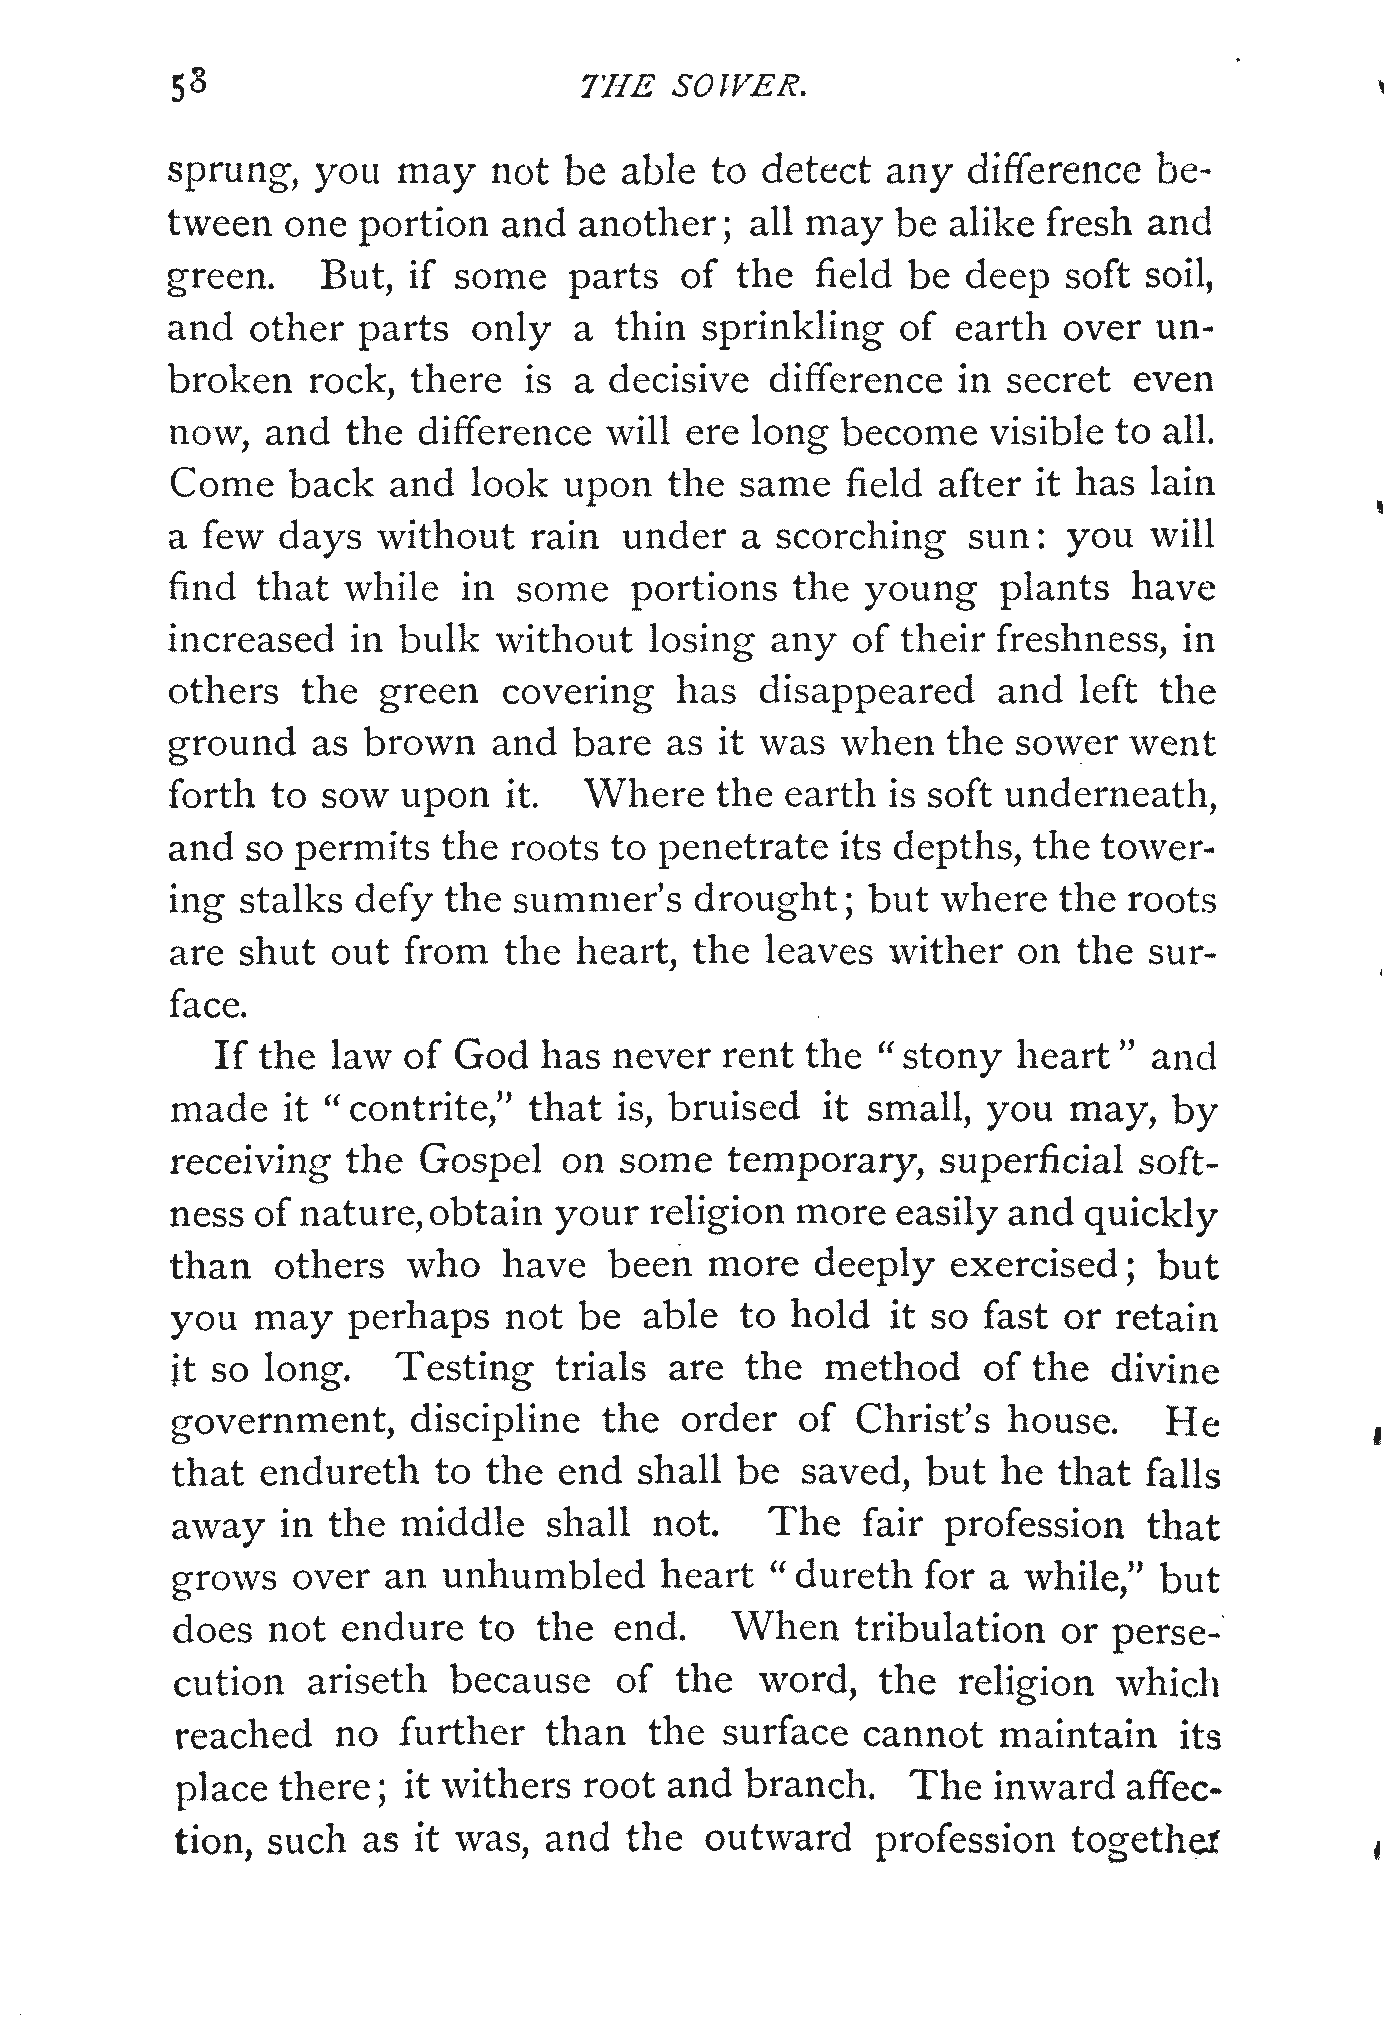 58 THE SOWER.
sprung, you may not be able to detect any difference be-
tween one portion and another; all may be alike fresh and
green. But, if some parts of the field be deep soft soil,
and other parts only a thin sprinkling of earth over un-
broken rock, there is a decisive difference in secret even
now, and the difference will ere long become visible to all.
Come back and look upon the same field after it has lain
a few days without rain under a scorching sun: you will
find that while in some portions the young plants have
increased in bulk without losing any of their freshness, in
others the green covering has disappeared and left the
ground as brown and bare as it was when the sower went
forth to sow upon it. Where the earth is soft underneath,
and so permits the roots to penetrate its depths, the tower-
ing stalks defy the summer's drought; but where the roots
are shut out from the heart, the leaves wither on the sur-
face.
If the law of God has never rent the "stony heart" and
made it "contrite," that is, bruised it small, you may, by
receiving the Gospel on some temporary, superficial soft-
ness of nature, obtain your religion more easily and quickly
than others who have been more deeply exercised; but
you may perhaps not be able to hold it so fast or retain
it so long. Testing trials are the method of the divine
government, discipline the order of Christ's house. He
that endureth to the end shall be saved, but he that falls
away in the middle shall not. The fair profession that
grows over an unhumbled heart "dureth for a while," but
does not endure to the end. When tribulation or perse-
cution ariseth because of the word, the religion which
reached no further than the surface cannot maintain its
place there; it withers root and branch. The inward affec-
tion, such as it was, and the outward profession together